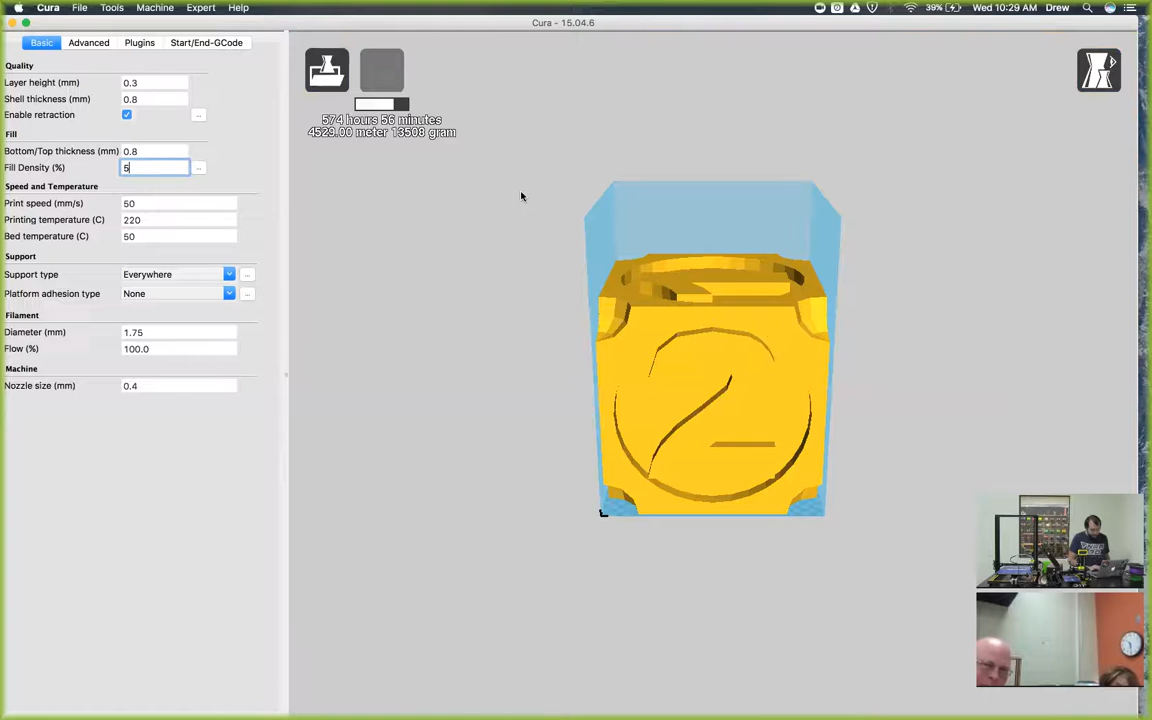 Cura File Tools Machine Expert Help 39% Wed 10:29 AM Drew
Cura - 15.04.6
Basic Advanced Plugins Start/End-GCode
Quality
Layer height (mm) 0.3
Shell thickness (mm) 0.8
Enable retraction ...
Fill
Bottom/Top thickness (mm) 0.8
Fill Density (%) 5 ...
Speed and Temperature
Print speed (mm/s) 50
Printing temperature (C) 220
Bed temperature (C) 50
Support
Support type Everywhere ...
Platform adhesion type None ...
Filament
Diameter (mm) 1.75
Flow (%) 100.0
Machine
Nozzle size (mm) 0.4
574 hours 56 minutes
4529.00 meter 13508 gram
2